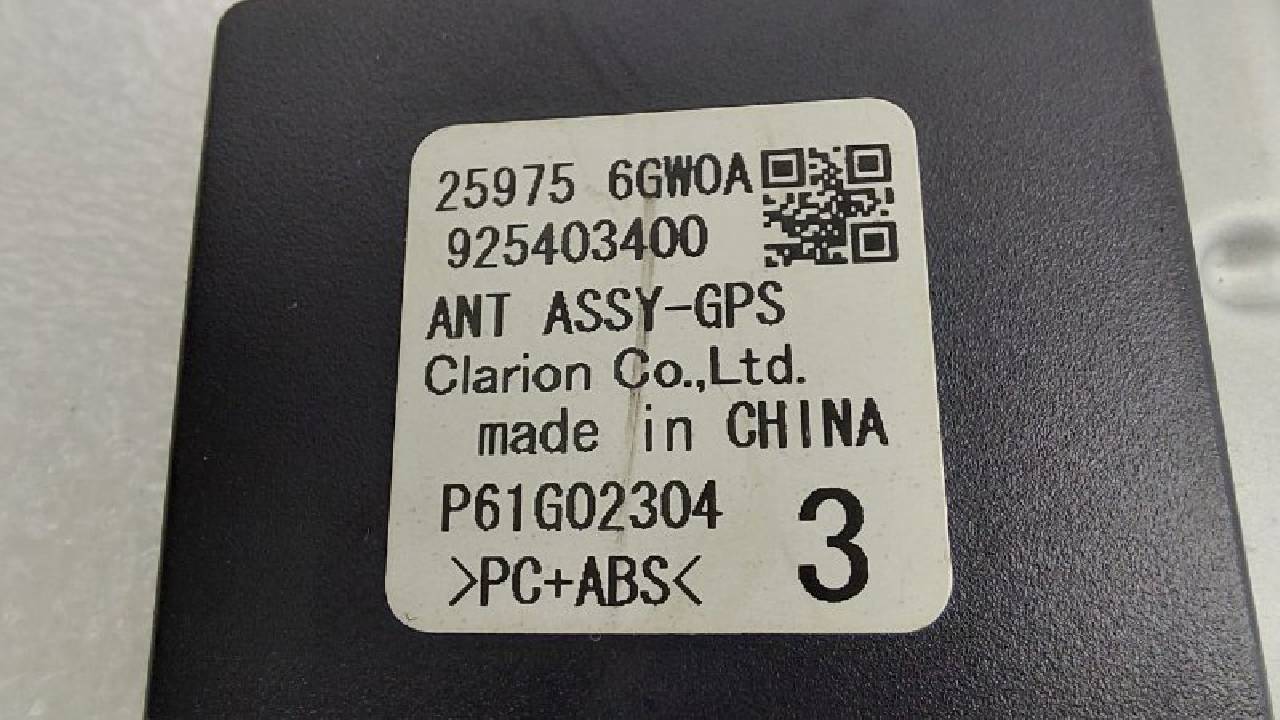 25975 6GW0A
925403400
ANT ASSY-GPS
Clarion Co.,Ltd.
made in CHINA
P61G02304
3
>PC+ABS<